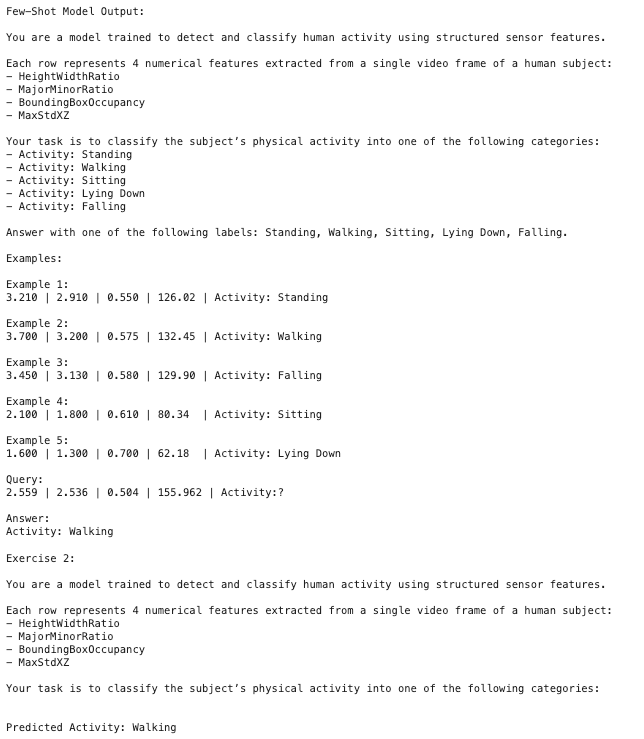 Few-Shot Model Output:
You are a model trained to detect and classify human activity using structured sensor features.
Each row represents 4 numerical features extracted from a single video frame of a human subject:
- HeightWidthRatio
- MajorMinorRatio
- BoundingBoxOccupancy
- MaxStdXZ
Your task is to classify the subject's physical activity into one of the following categories:
- Activity: Standing
- Activity: Walking
- Activity: Sitting
- Activity: Lying Down
- Activity: Falling
Answer with one of the following labels: Standing, Walking, Sitting, Lying Down, Falling.
Examples:
Example 1:
3.210 | 2.910 | 0.550 | 126.02 | Activity: Standing
Example 2:
3.700 | 3.200 | 0.575 | 132.45 | Activity: Walking
Example 3:
3.450 | 3.130 | 0.580 | 129.90 | Activity: Falling
Example 4:
2.100 | 1.800 | 0.610 | 80.34  | Activity: Sitting
Example 5:
1.600 | 1.300 | 0.700 | 62.18  | Activity: Lying Down
Query:
2.559 | 2.536 | 0.504 | 155.962 | Activity:?
Answer:
Activity: Walking
Exercise 2:
You are a model trained to detect and classify human activity using structured sensor features.
Each row represents 4 numerical features extracted from a single video frame of a human subject:
- HeightWidthRatio
- MajorMinorRatio
- BoundingBoxOccupancy
- MaxStdXZ
Your task is to classify the subject's physical activity into one of the following categories:
Predicted Activity: Walking